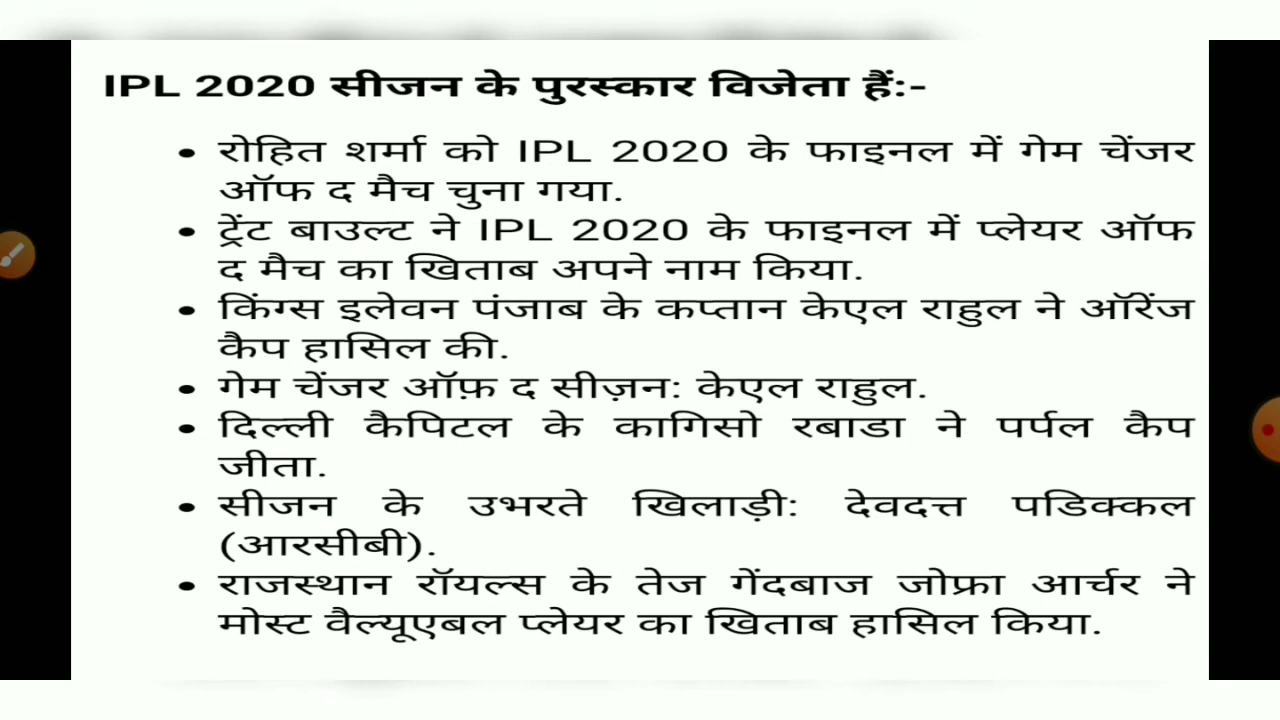 IPL 2020 सीजन के पुरस्कार विजेता हैं:-
• रोहित शर्मा को IPL 2020 के फाइनल में गेम चेंजर
ऑफ द मैच चुना गया.
• ट्रेंट बाउल्ट ने IPL 2020 के फाइनल में प्लेयर ऑफ
द मैच का खिताब अपने नाम किया.
• किंग्स इलेवन पंजाब के कप्तान केएल राहुल ने ऑरेंज
कैप हासिल की.
• गेम चेंजर ऑफ़ द सीज़न: केएल राहुल.
• दिल्ली कैपिटल के कागिसो रबाडा ने पर्पल कैप
जीता.
• सीजन के उभरते खिलाड़ी: देवदत्त पडिक्कल
(आरसीबी).
• राजस्थान रॉयल्स के तेज गेंदबाज जोफ्रा आर्चर ने
मोस्ट वैल्यूएबल प्लेयर का खिताब हासिल किया.